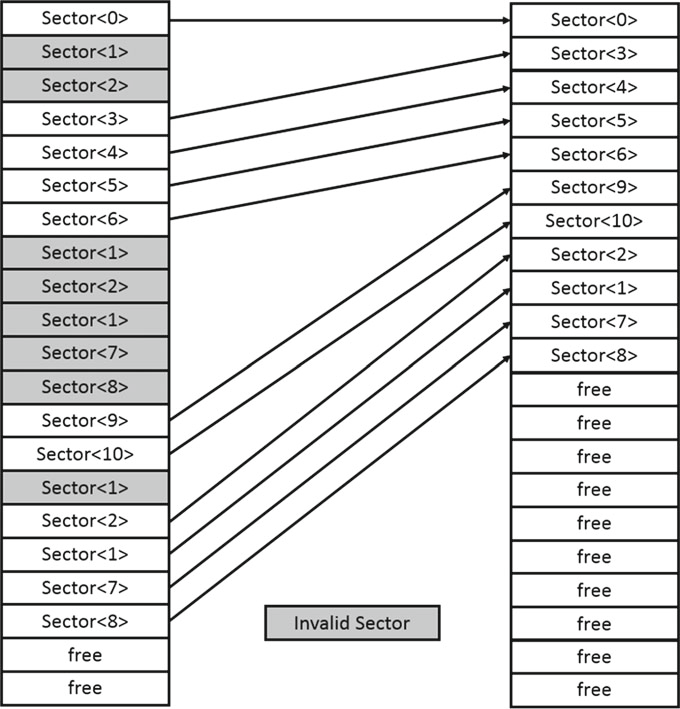 Sector<0>
Sector<1>
Sector<2>
Sector<3>
Sector<4>
Sector<5>
Sector<6>
Sector<1>
Sector<2>
Sector<1>
Sector<7>
Sector<8>
Sector<9>
Sector<10>
Sector<1>
Sector<2>
Sector<1>
Sector<7>
Sector<8>
free
free
Invalid Sector
Sector<0>
Sector<3>
Sector<4>
Sector<5>
Sector<6>
Sector<9>
Sector<10>
Sector<2>
Sector<1>
Sector<7>
Sector<8>
free
free
free
free
free
free
free
free
free
free